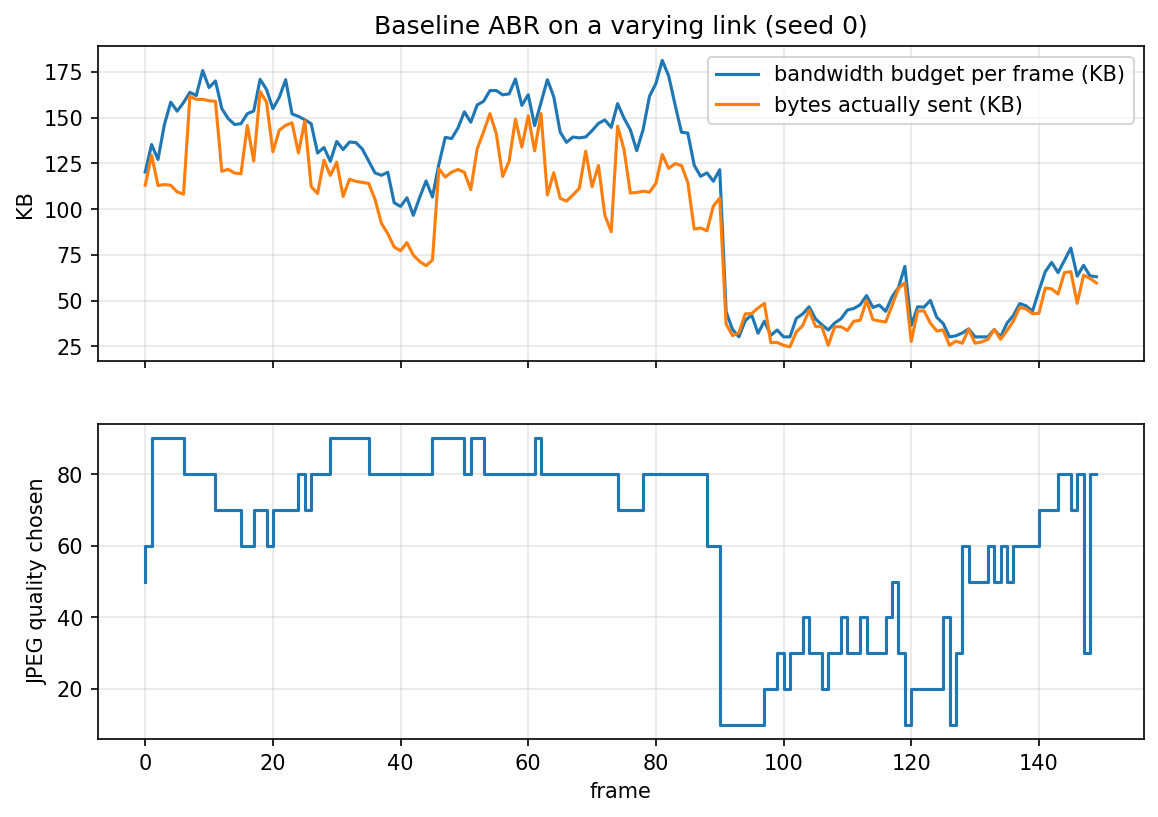 Baseline ABR on a varying link (seed 0)
bandwidth budget per frame (KB)
bytes actually sent (KB)
KB
175
150
125
100
75
50
25
JPEG quality chosen
80
60
40
20
0 20 40 60 80 100 120 140
frame